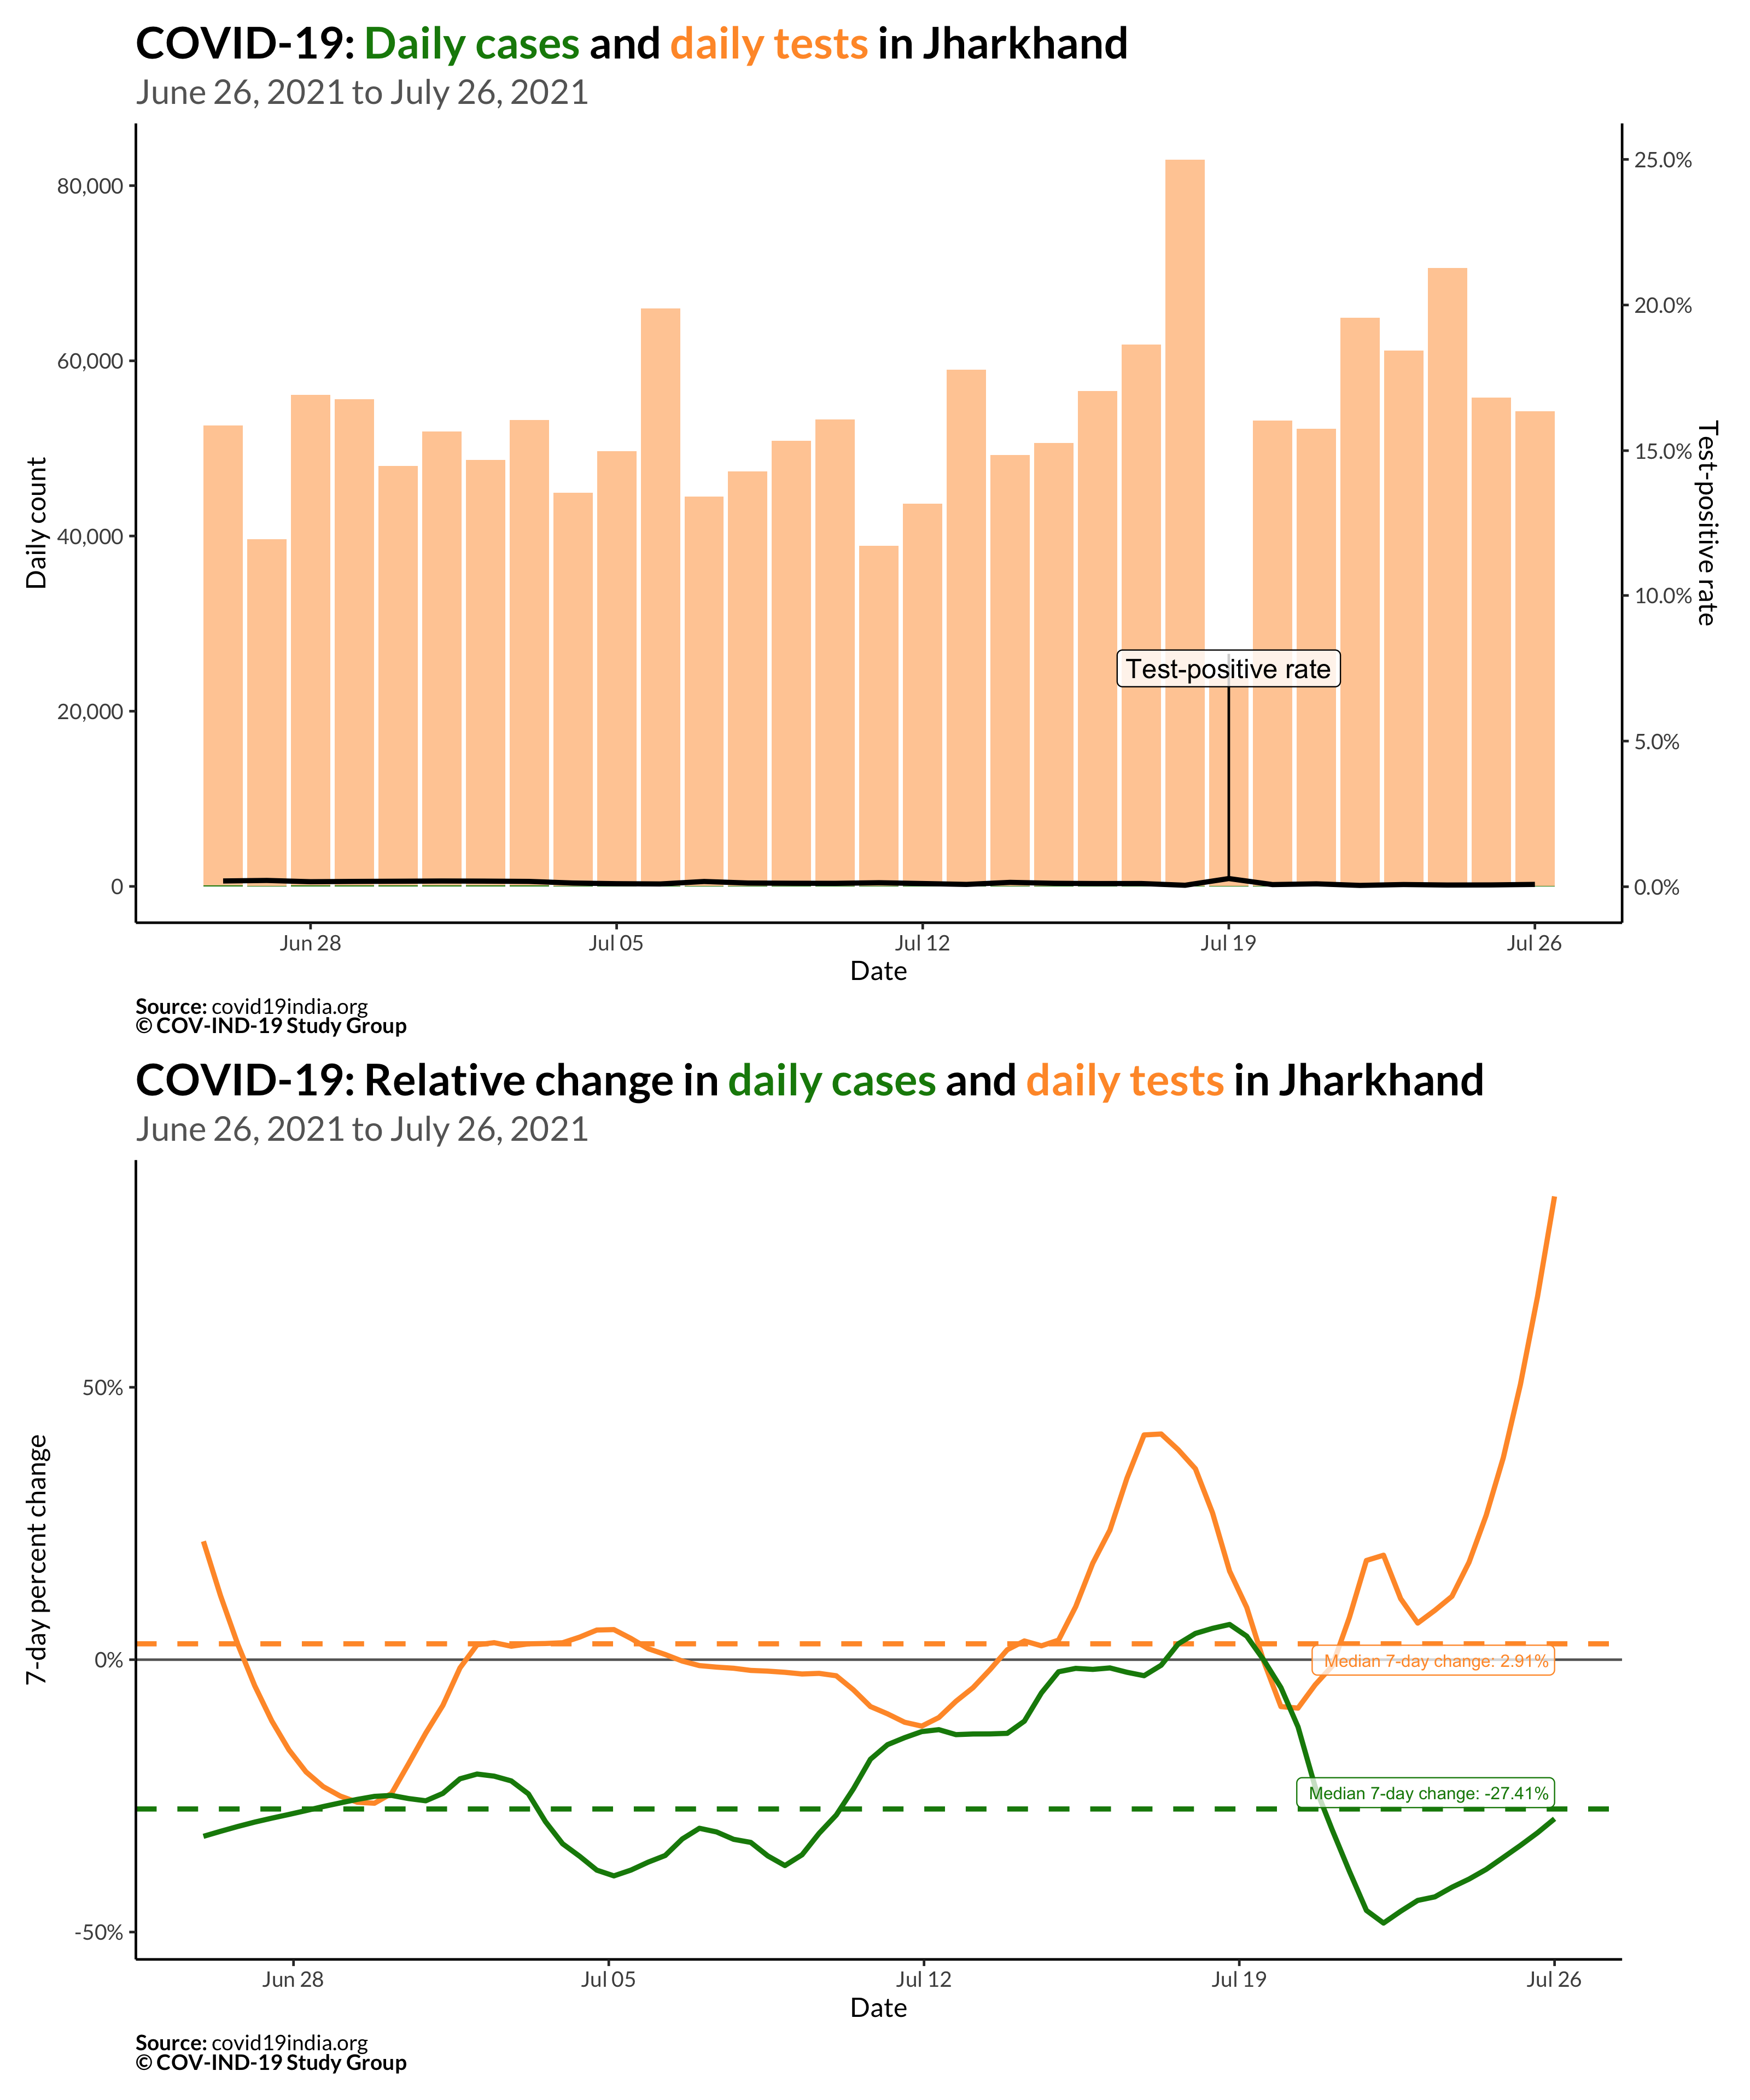 COVID-19: Daily cases and daily tests in Jharkhand
June 26, 2021 to July 26, 2021
80,000
60,000
40,000
20,000
0
Daily count
25.0%
20.0%
15.0%
10.0%
5.0%
0.0%
Test-positive rate
Test-positive rate
Jun 28
Jul 05
Jul 12
Jul 19
Jul 26
Date
Source: covid19india.org
© COV-IND-19 Study Group
COVID-19: Relative change in daily cases and daily tests in Jharkhand
June 26, 2021 to July 26, 2021
50%
0%
-50%
7-day percent change
Median 7-day change: 2.91%
Median 7-day change: -27.41%
Jun 28
Jul 05
Jul 12
Jul 19
Jul 26
Date
Source: covid19india.org
© COV-IND-19 Study Group